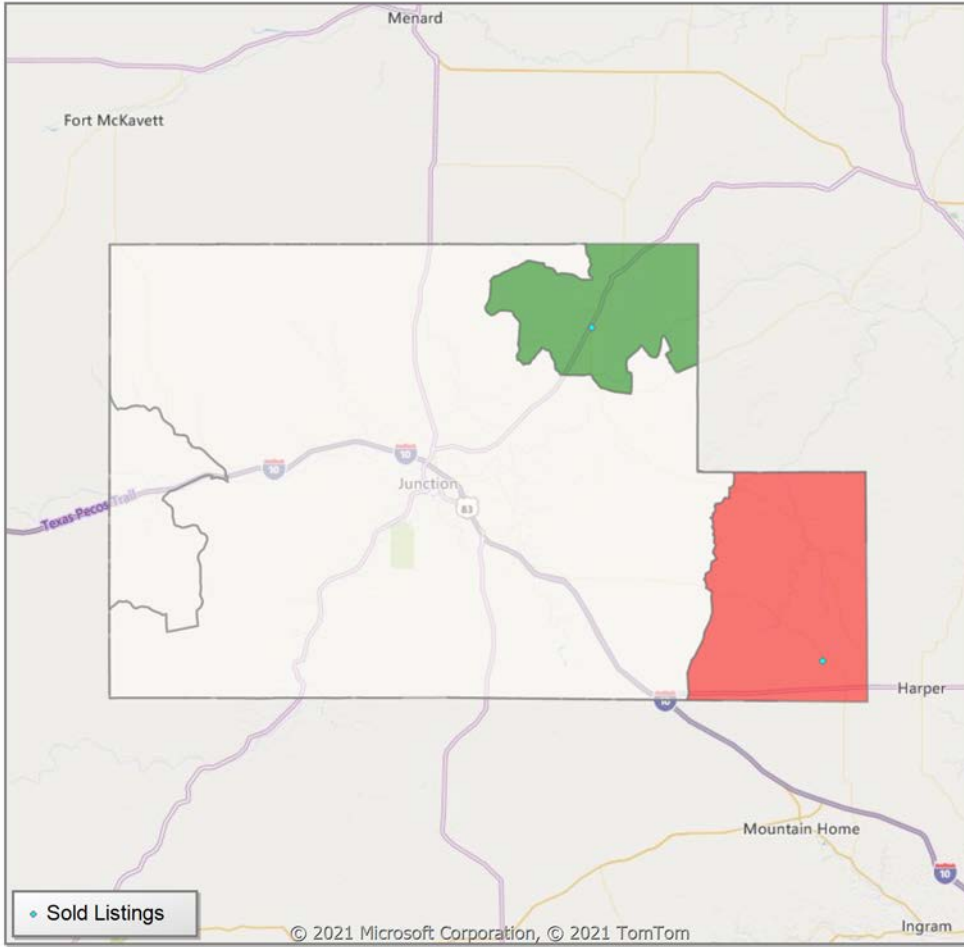 Menard
Fort McKavett
10
10
Junction
83
Texas Pecos Trail
Harper
10
Mountain Home
10
Sold Listings
© 2021 Microsoft Corporation, © 2021 TomTom
Ingram